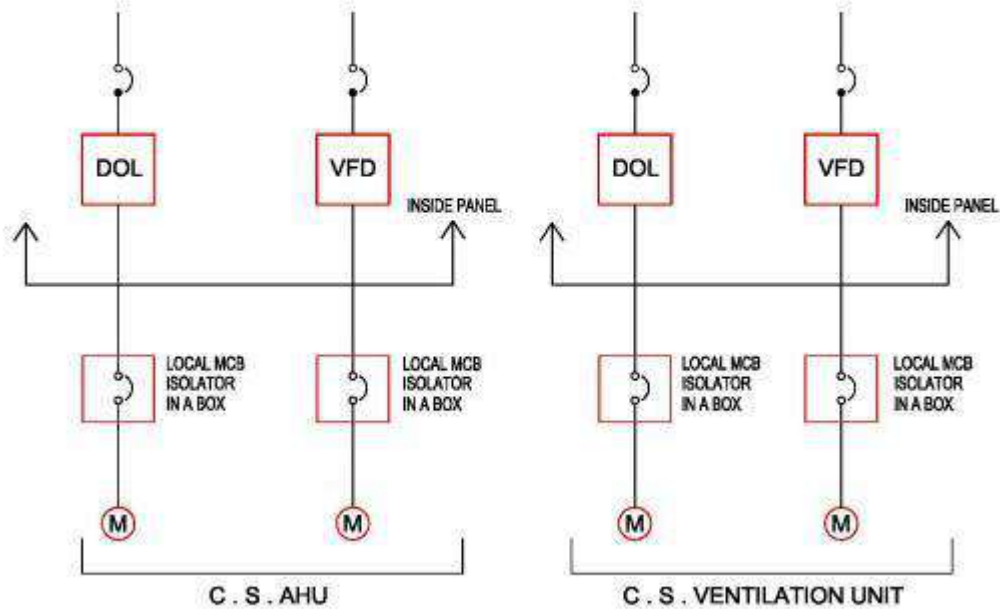 DOL
VFD
DOL
VFD
INSIDE PANEL
INSIDE PANEL
LOCAL MCB
ISOLATOR
IN A BOX
LOCAL MCB
ISOLATOR
IN A BOX
LOCAL MCB
ISOLATOR
IN A BOX
LOCAL MCB
ISOLATOR
IN A BOX
M
M
M
M
C . S . AHU
C . S . VENTILATION UNIT